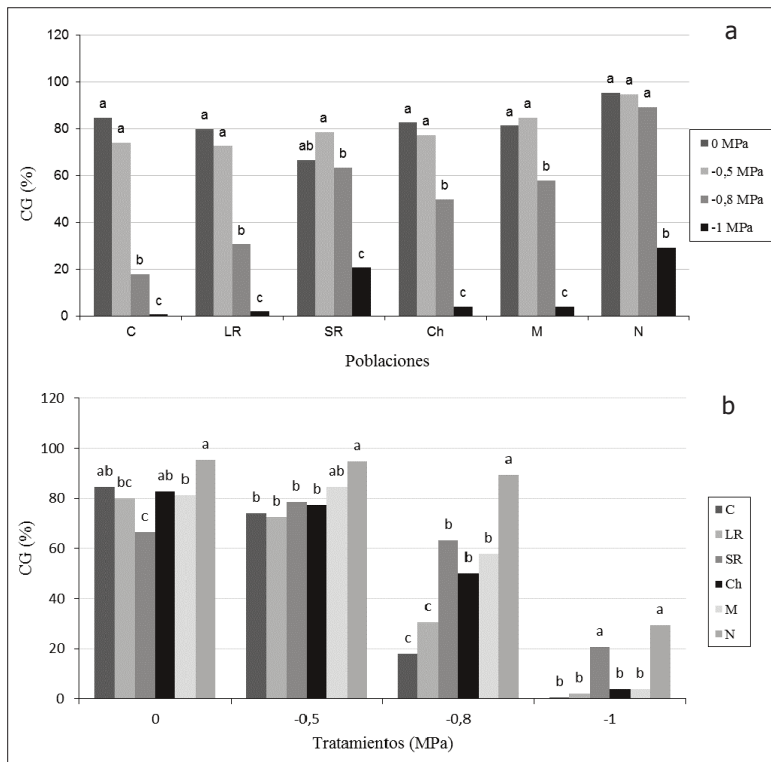 a
120
100
80
60
40
20
0
CG (%)
a a b c
a a b c
ab a b c
a a b c
a a b c
a a a b
C LR SR Ch M N
Poblaciones
0 MPa
-0,5 MPa
-0,8 MPa
-1 MPa
b
120
100
80
60
40
20
0
CG (%)
ab bc c ab b a
b b b b ab a
c c b b b a
b b a b b a
0 -0,5 -0,8 -1
Tratamientos (MPa)
C
LR
SR
Ch
M
N